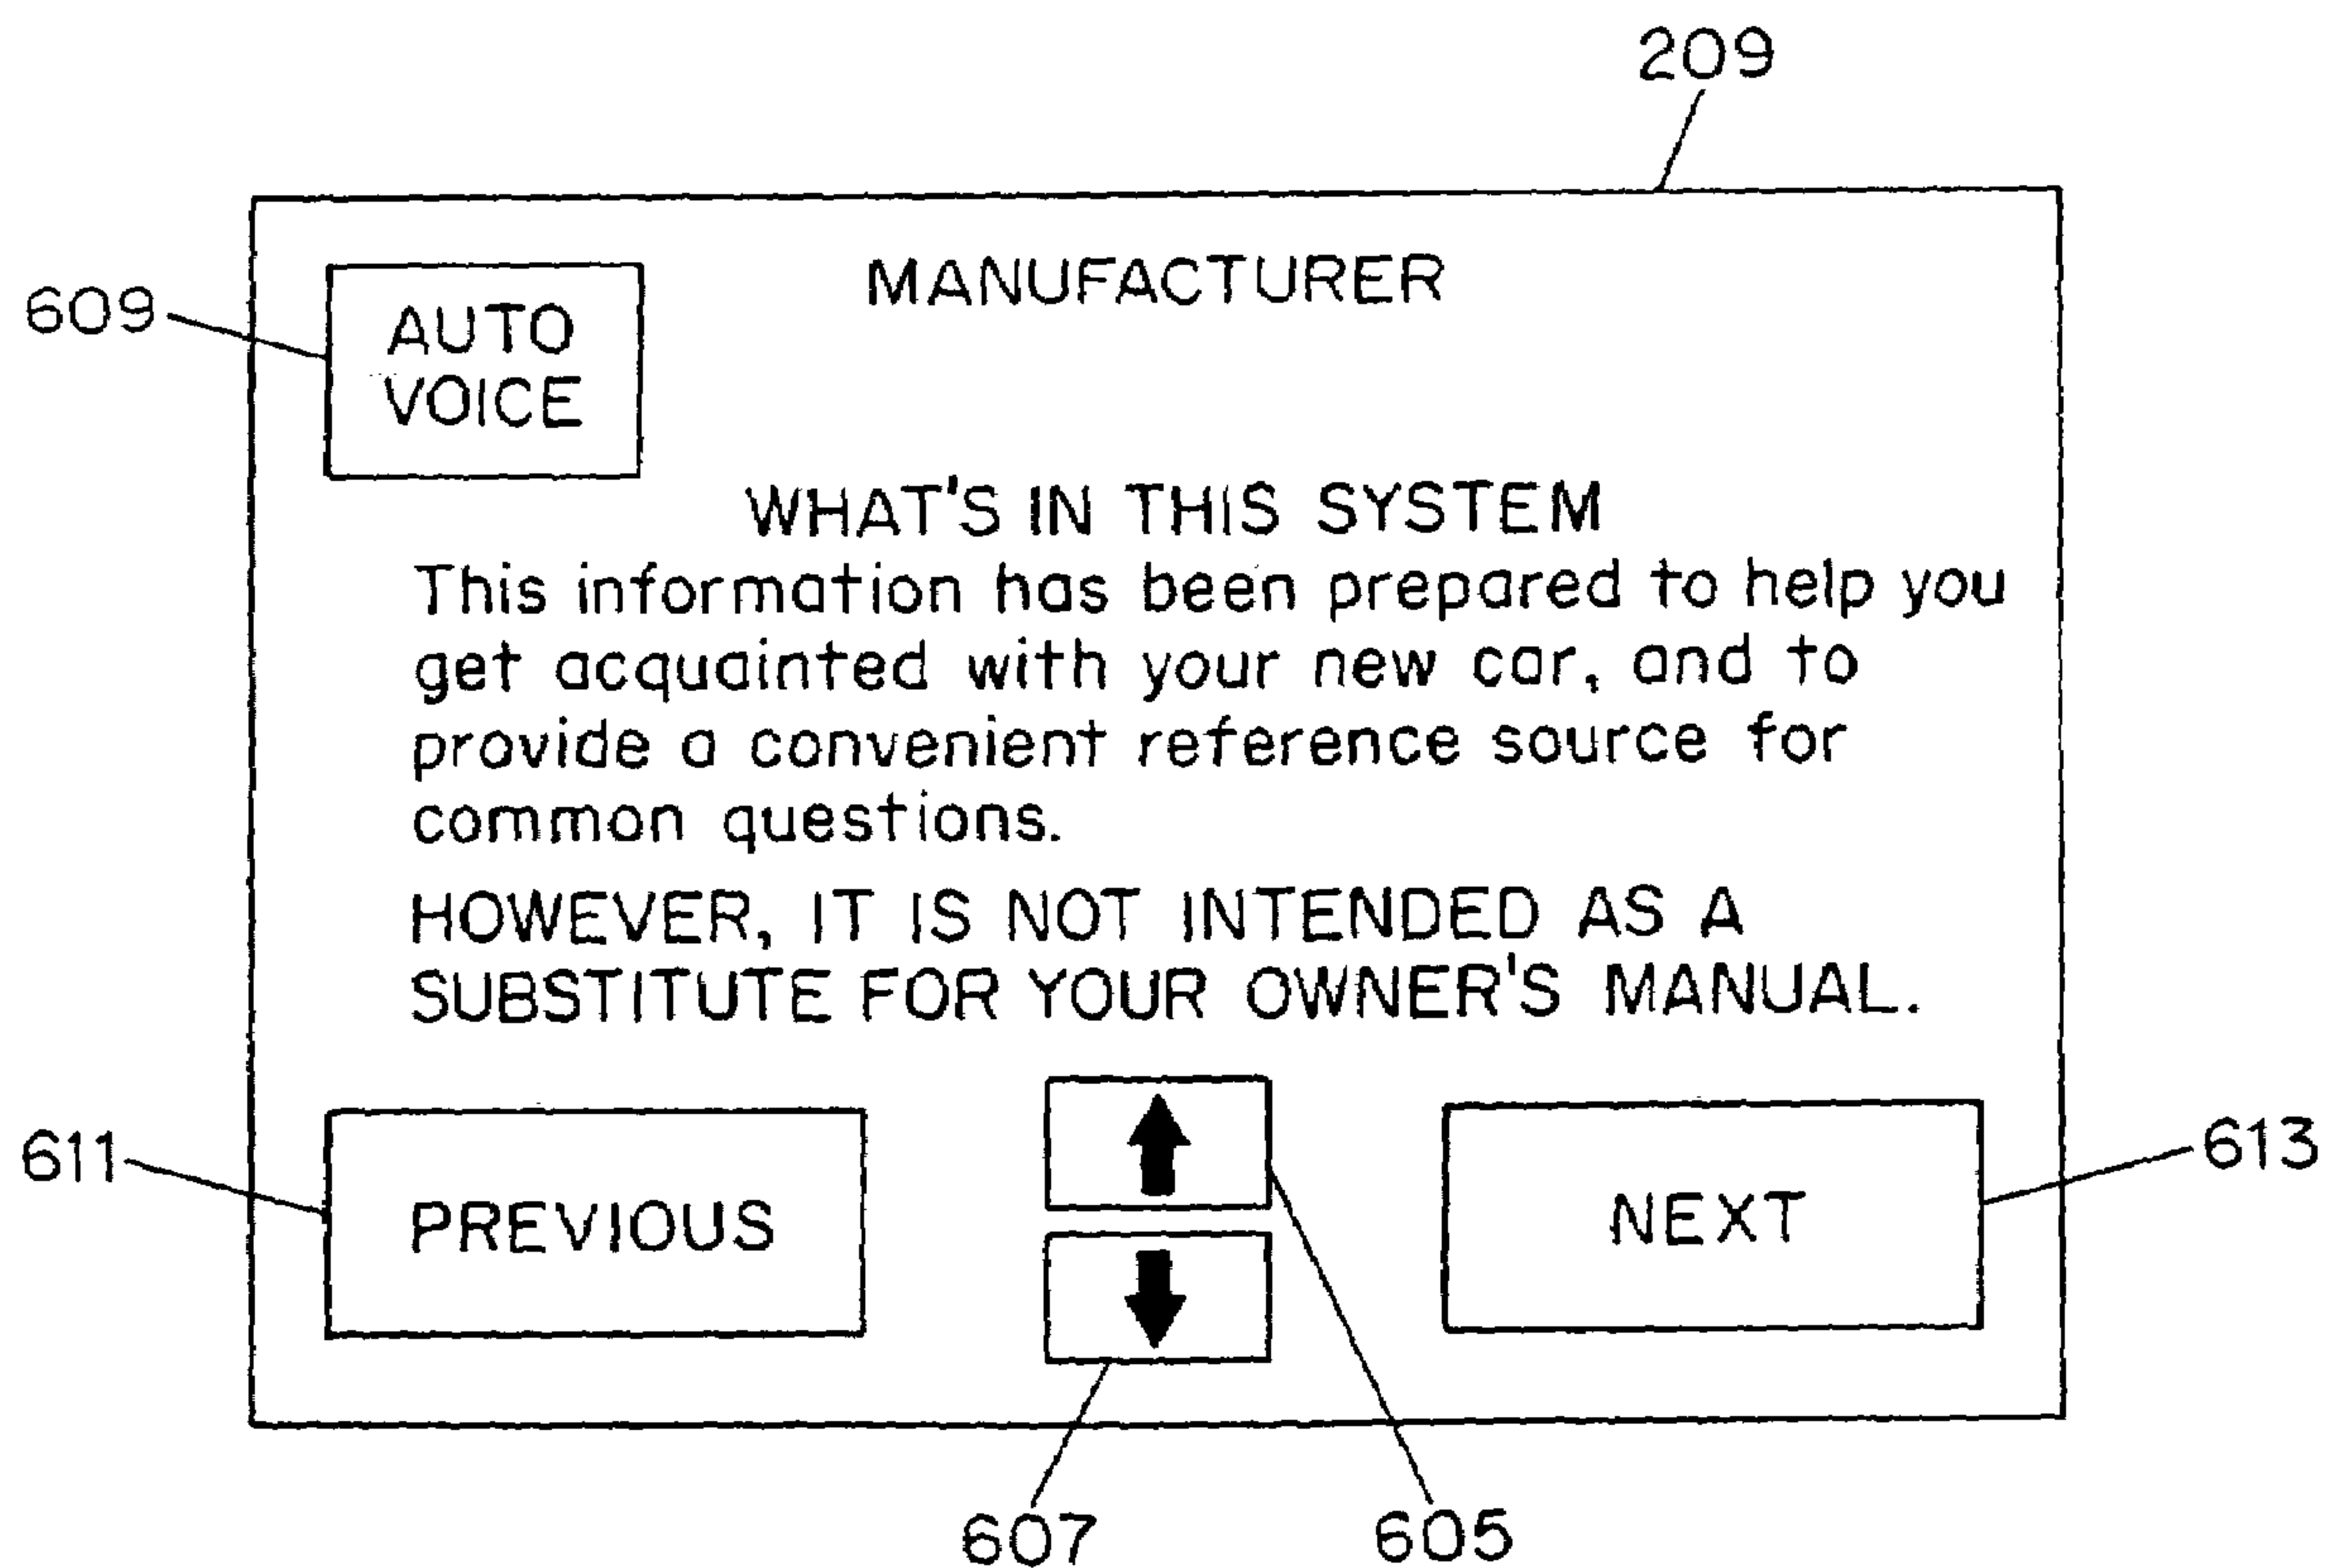 209
MANUFACTURER
609
AUTO
VOICE
WHAT'S IN THIS SYSTEM
This information has been prepared to help you
get acquainted with your new car, and to
provide a convenient reference source for
common questions.
HOWEVER, IT IS NOT INTENDED AS A
SUBSTITUTE FOR YOUR OWNER'S MANUAL.
611
PREVIOUS
NEXT
613
607
605